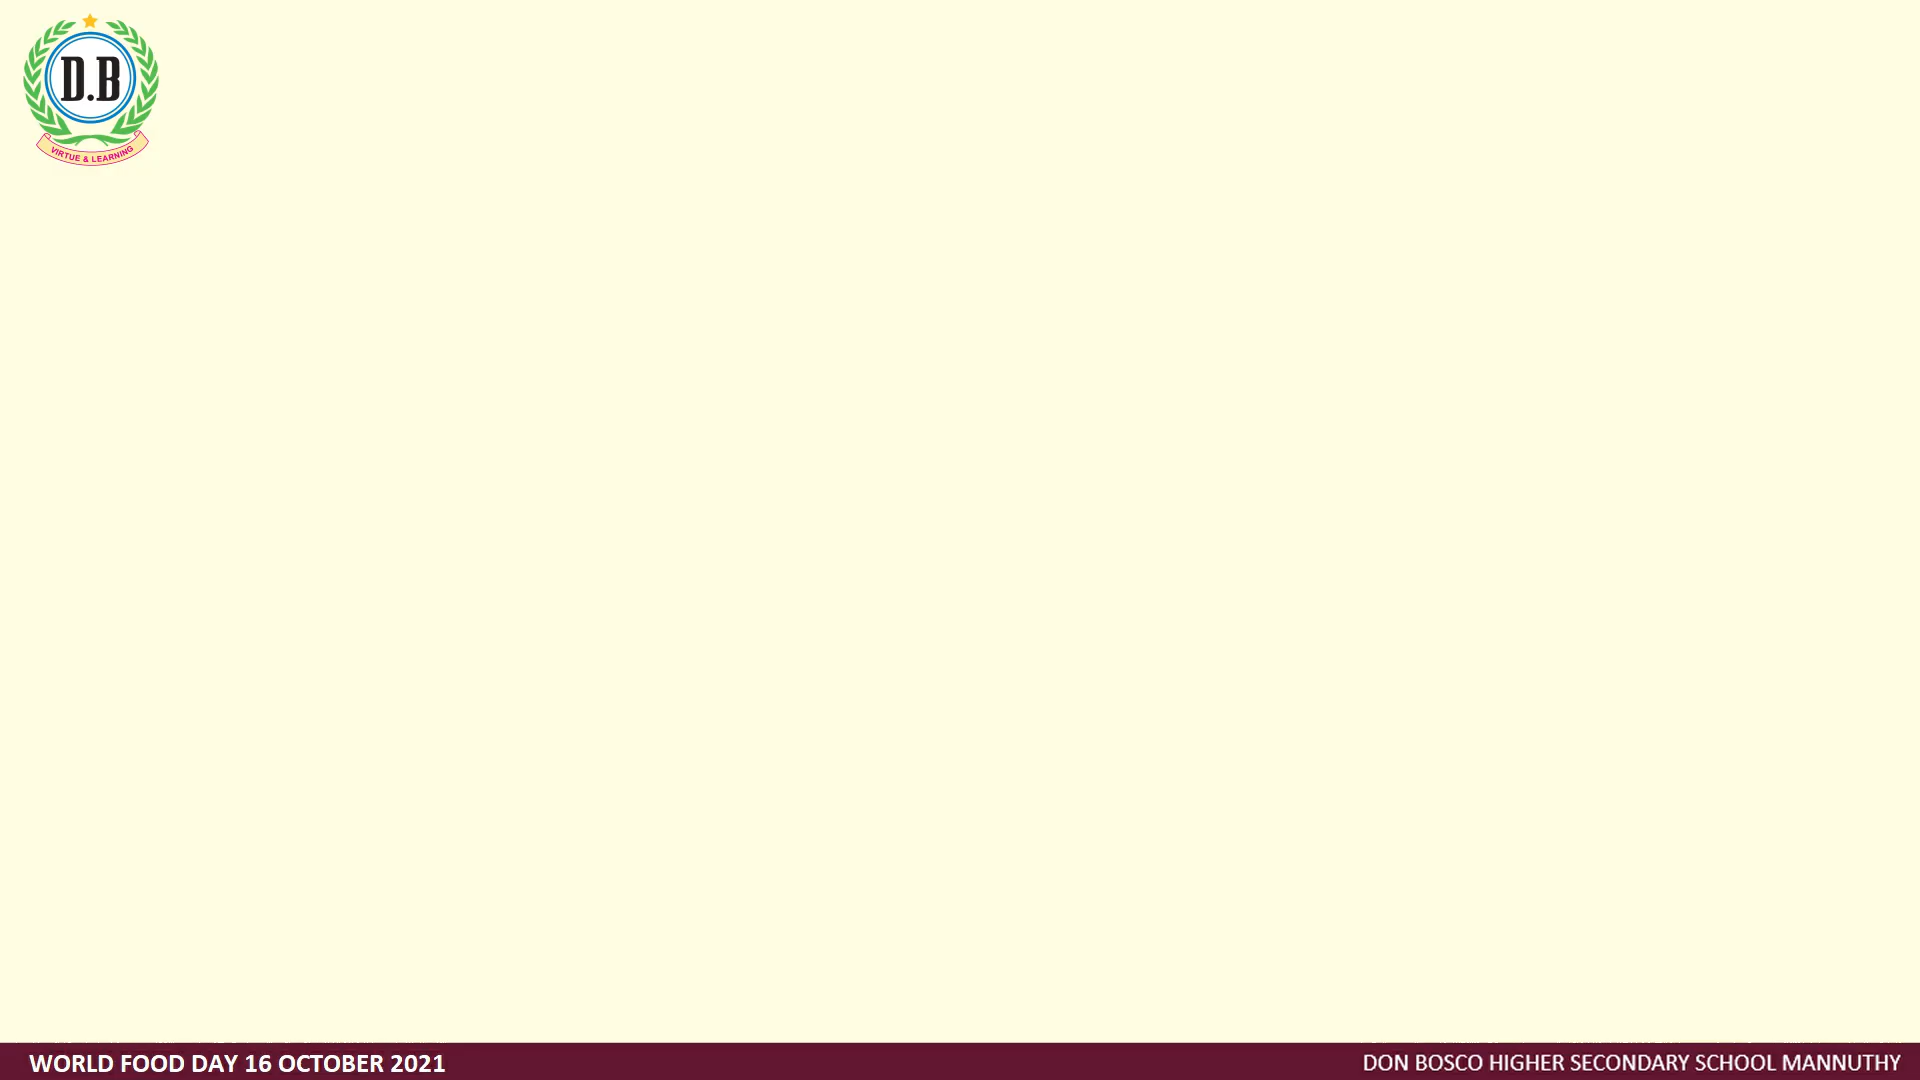 D.B
VIRTUE & LEARNING
WORLD FOOD DAY 16 OCTOBER 2021
DON BOSCO HIGHER SECONDARY SCHOOL MANNUTHY